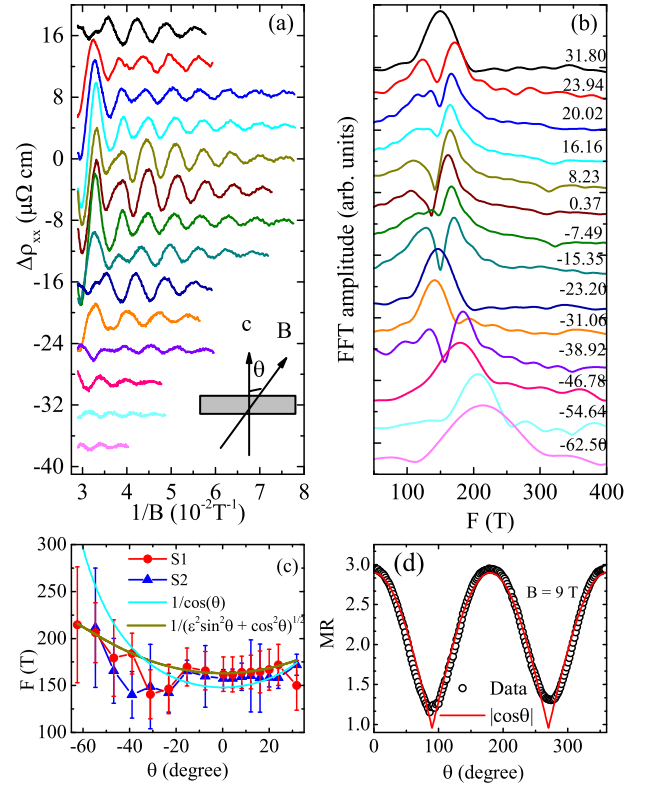 (a)
16
8
0
-8
-16
-24
-32
-40
Δρxx (μΩ cm)
3 4 5 6 7 8
1/B (10⁻²T⁻¹)
c
B
θ
(b)
31.80
23.94
20.02
16.16
8.23
0.37
-7.49
-15.35
-23.20
-31.06
-38.92
-46.78
-54.64
-62.50
FFT amplitude (arb. units)
100 200 300 400
F (T)
(c)
300
250
200
150
100
F (T)
S1
S2
1/cos(θ)
1/(ε²sin²θ + cos²θ)^1/2
-60 -40 -20 0 20
θ (degree)
(d)
3.0
2.5
2.0
1.5
1.0
MR
B = 9 T
Data
|cosθ|
0 100 200 300
θ (degree)